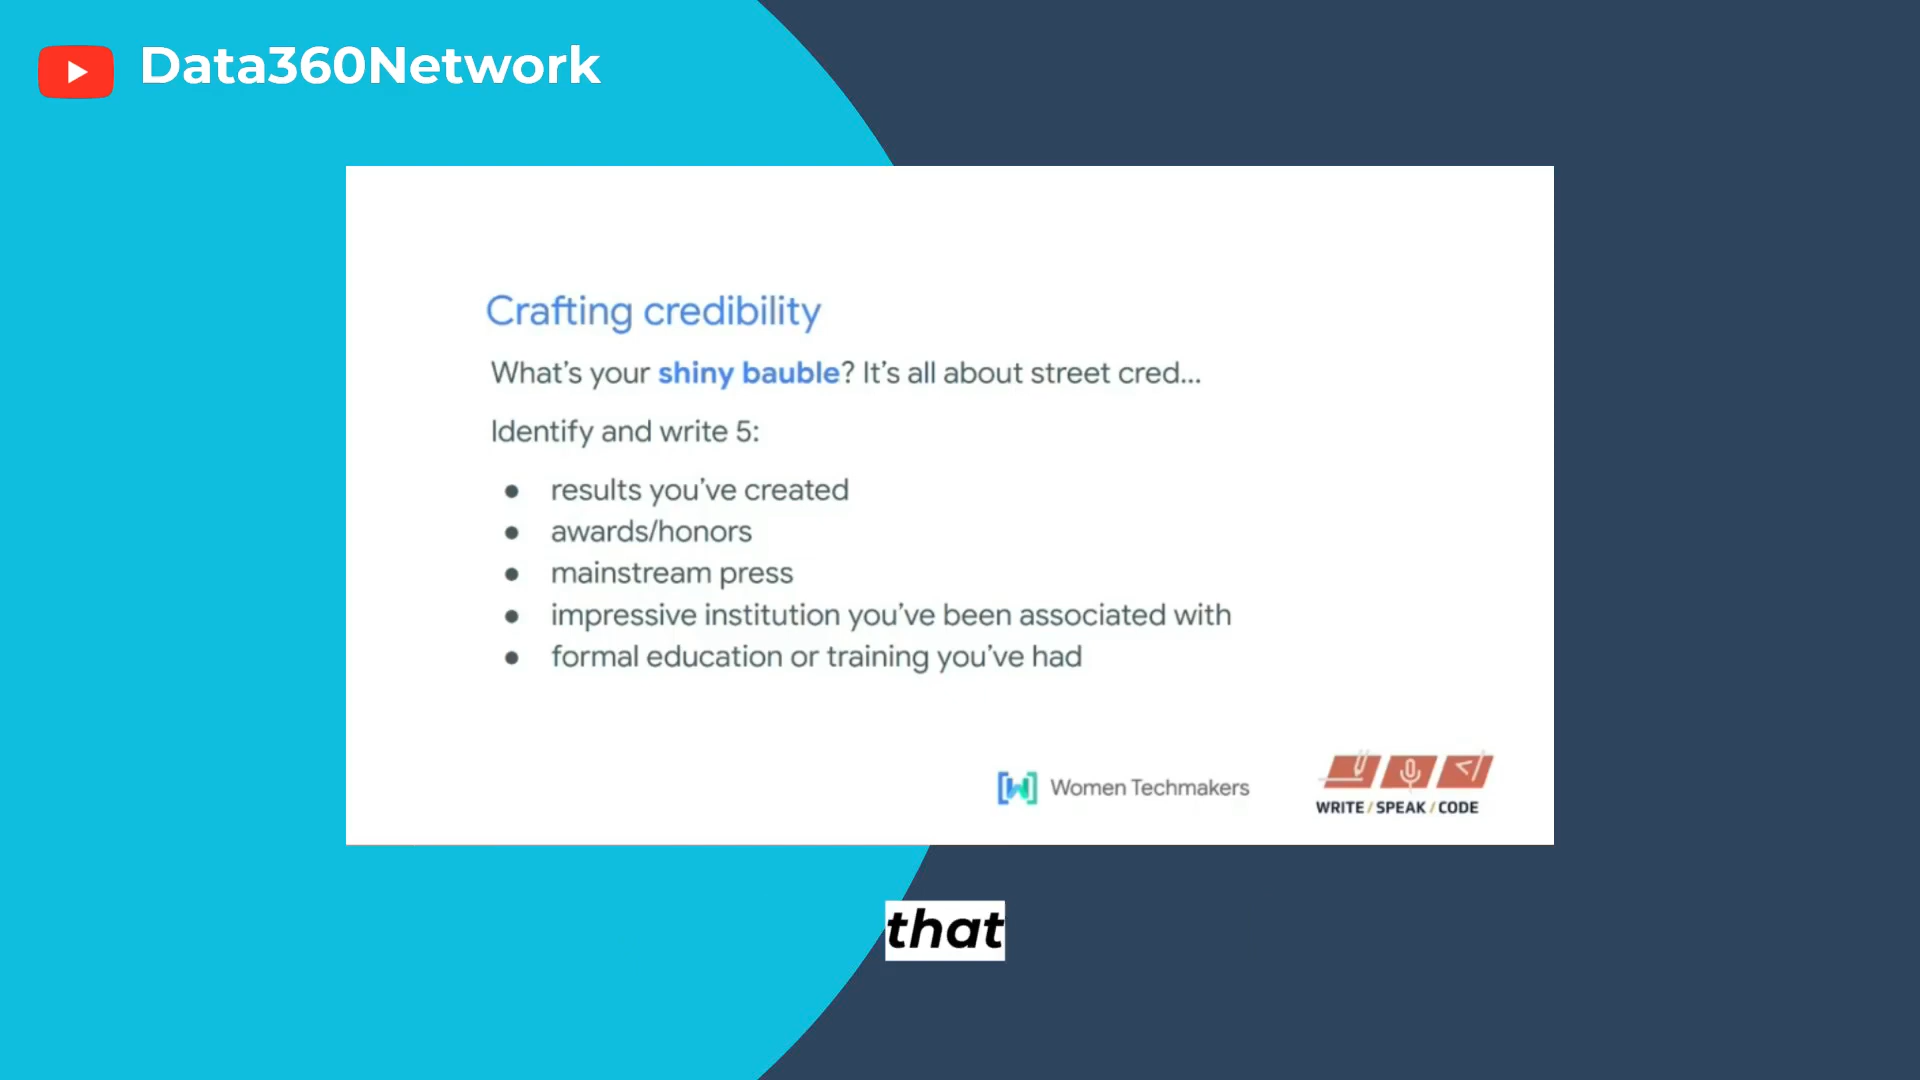 Data360Network
Crafting credibility
What's your shiny bauble? It's all about street cred...
Identify and write 5:
● results you've created
● awards/honors
● mainstream press
● impressive institution you've been associated with
● formal education or training you've had
[W] Women Techmakers
WRITE/SPEAK/CODE
that